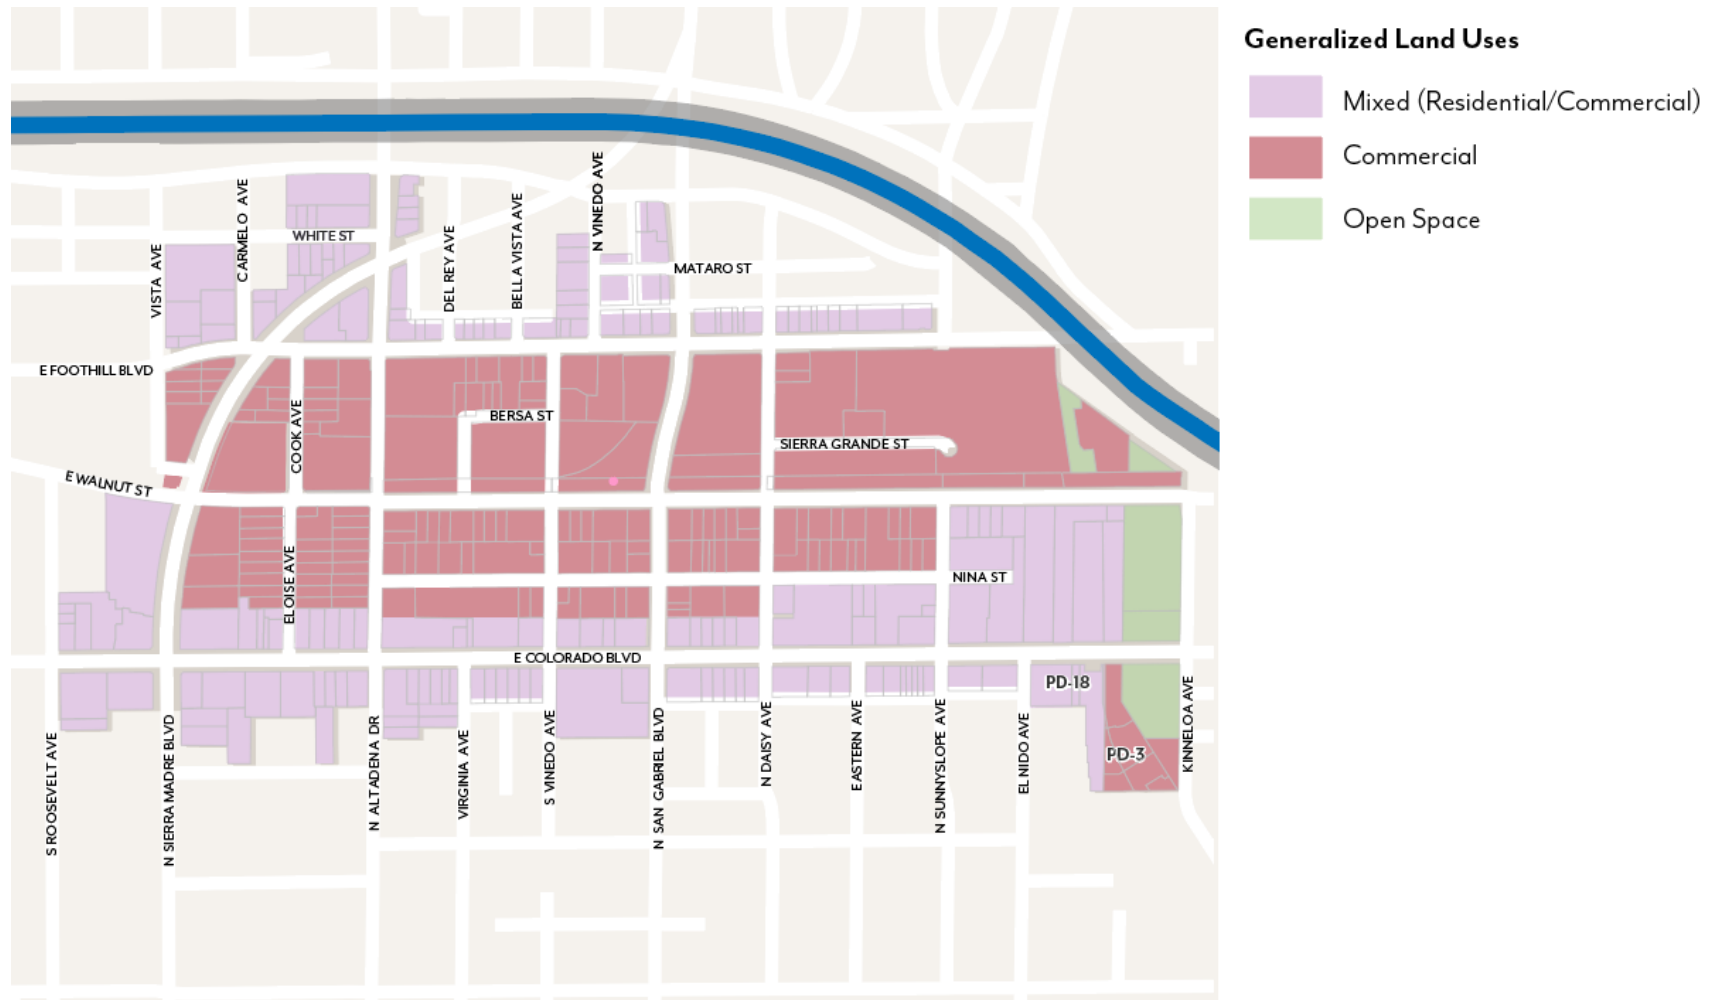 Generalized Land Uses
Mixed (Residential/Commercial)
Commercial
Open Space
N VINEDO AVE
CARMELO AVE
BELLA VISTA AVE
DEL REY AVE
WHITE ST
VISTA AVE
MATARO ST
E FOOTHILL BLVD
BERSA ST
COOK AVE
SIERRA GRANDE ST
E WALNUT ST
ELOISE AVE
NINA ST
E COLORADO BLVD
PD-18
KINNELOA AVE
PD-3
S ROOSEVELT AVE
N SIERRA MADRE BLVD
N ALTADENA DR
VIRGINIA AVE
S VINEDO AVE
N SAN GABRIEL BLVD
N DAISY AVE
EASTERN AVE
N SUNNYSLOPE AVE
EL NIDO AVE